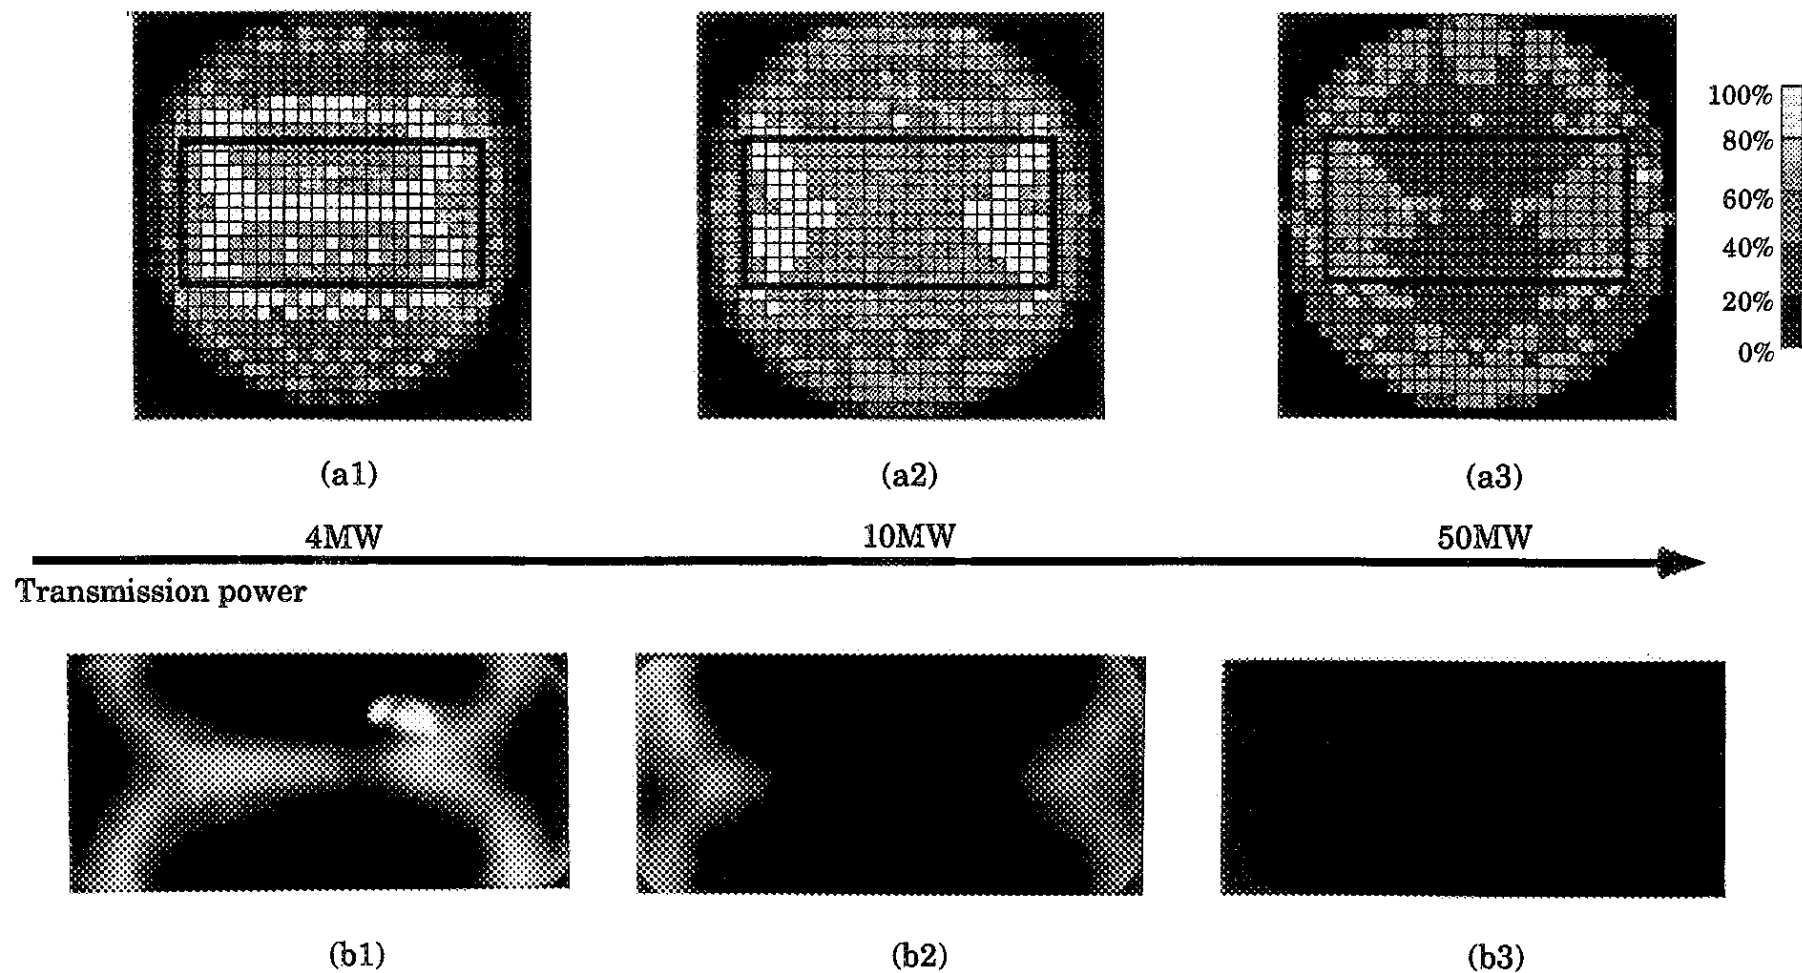 100%
80%
60%
40%
20%
0%
(a1) (a2) (a3)
4MW 10MW 50MW
Transmission power
(b1) (b2) (b3)